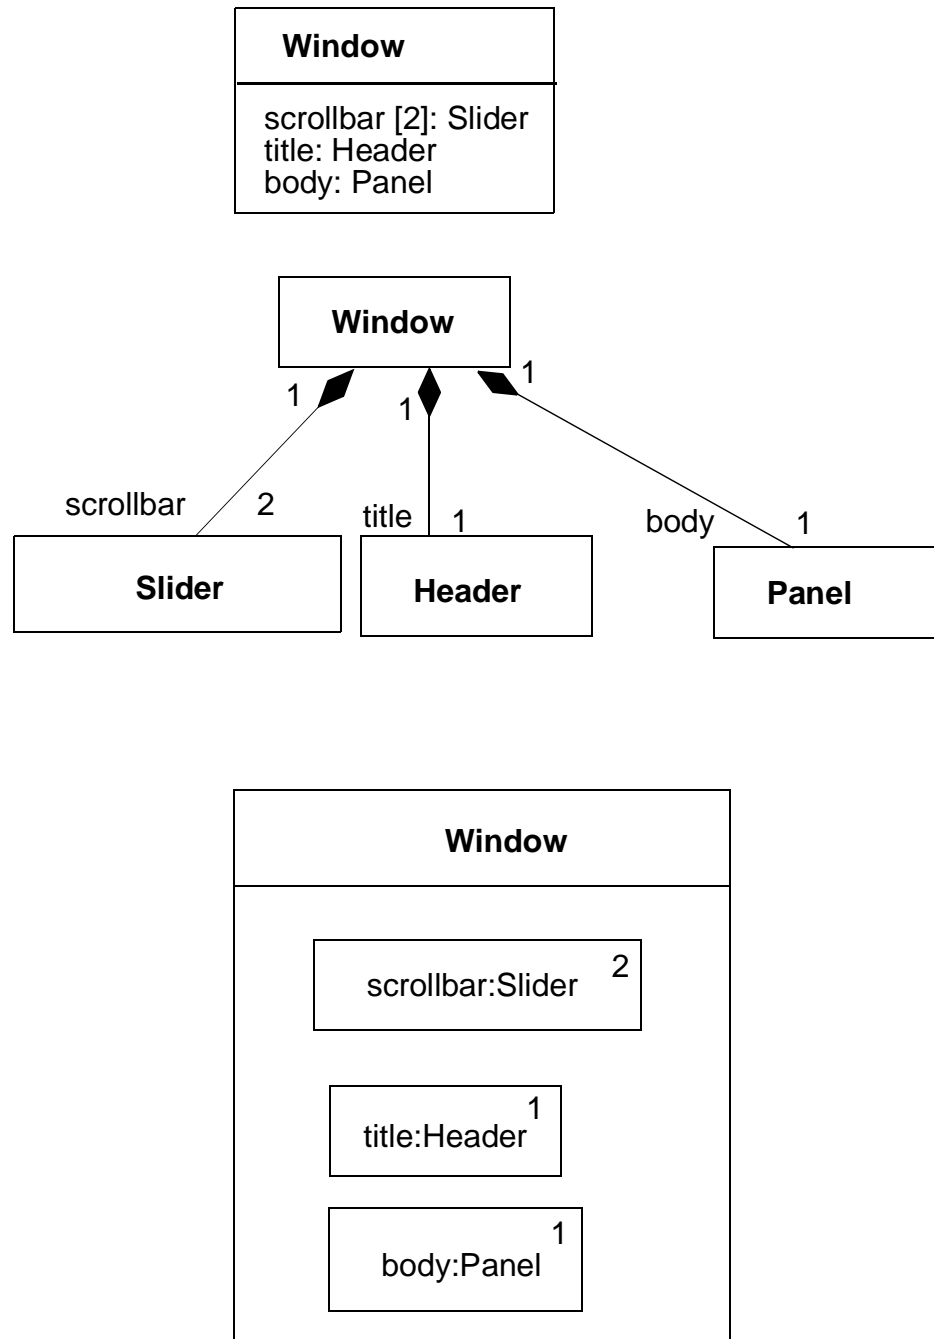 Window
scrollbar [2]: Slider
title: Header
body: Panel
Window
1
1
1
scrollbar
2
title
1
body
1
Slider
Header
Panel
Window
scrollbar:Slider
2
title:Header
1
body:Panel
1